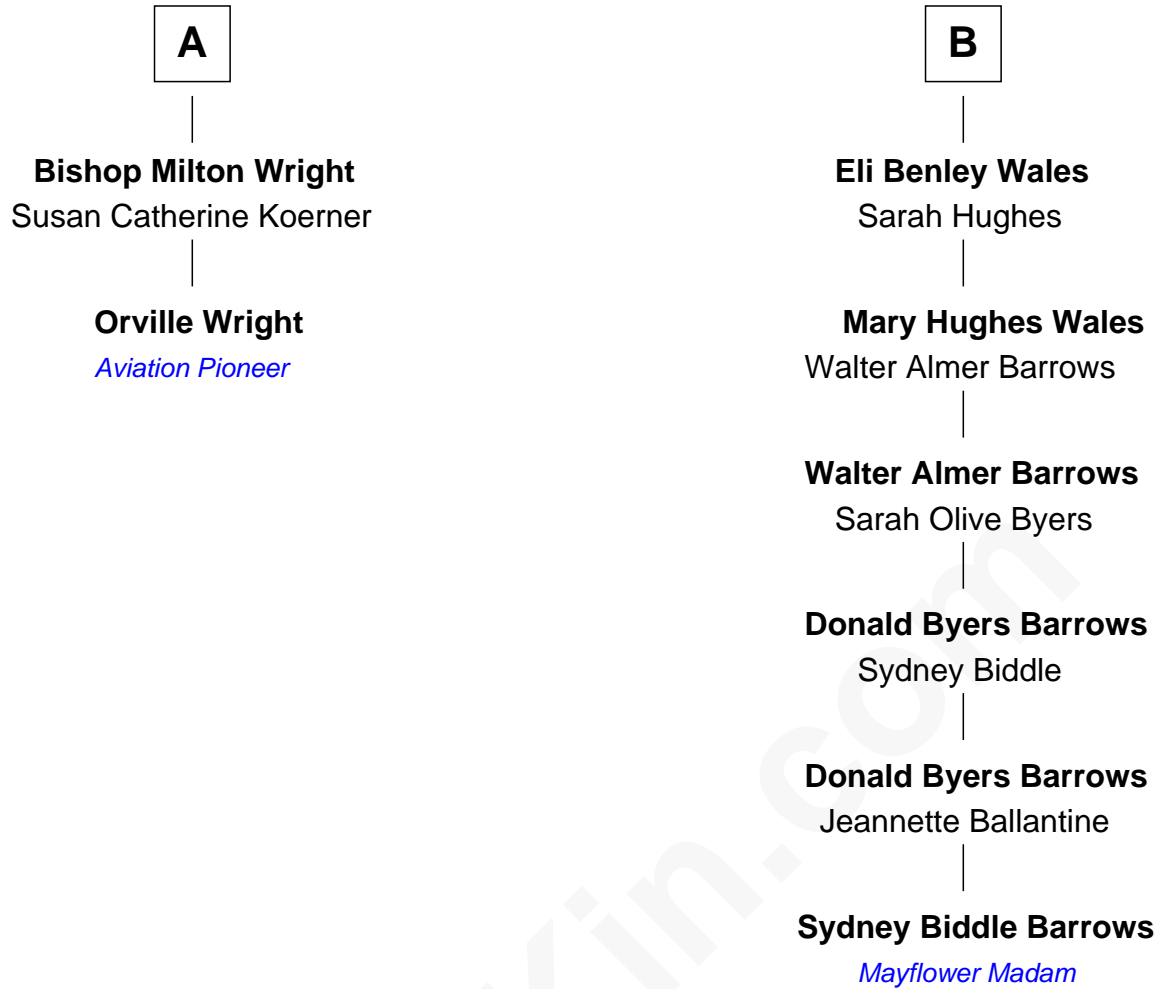 A
Bishop Milton Wright
Susan Catherine Koerner
Orville Wright
Aviation Pioneer
B
Eli Benley Wales
Sarah Hughes
Mary Hughes Wales
Walter Almer Barrows
Walter Almer Barrows
Sarah Olive Byers
Donald Byers Barrows
Sydney Biddle
Donald Byers Barrows
Jeannette Ballantine
Sydney Biddle Barrows
Mayflower Madam
Kin.com